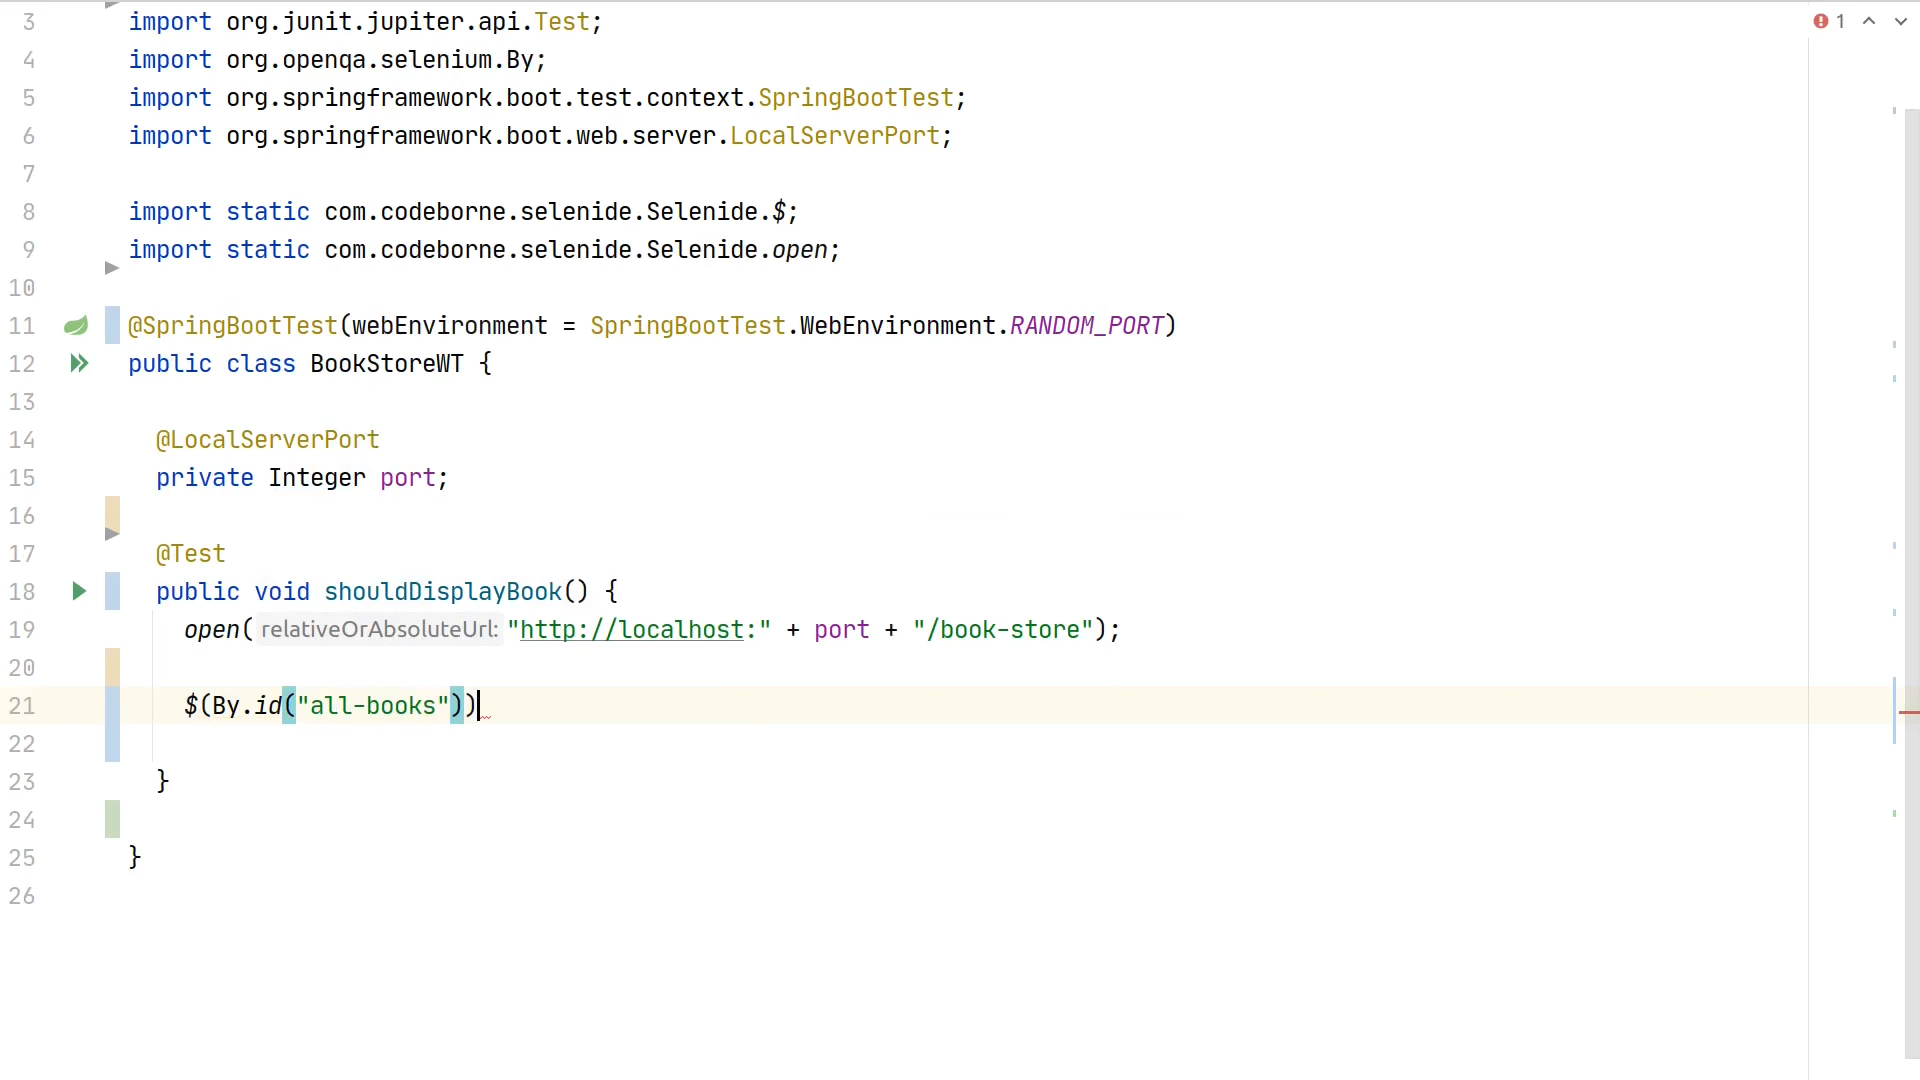 3 import org.junit.jupiter.api.Test; 1
4 import org.openqa.selenium.By;
5 import org.springframework.boot.test.context.SpringBootTest;
6 import org.springframework.boot.web.server.LocalServerPort;
7
8 import static com.codeborne.selenide.Selenide.$;
9 import static com.codeborne.selenide.Selenide.open;
10
11 @SpringBootTest(webEnvironment = SpringBootTest.WebEnvironment.RANDOM_PORT)
12 public class BookStoreWT {
13
14 @LocalServerPort
15 private Integer port;
16
17 @Test
18 public void shouldDisplayBook() {
19 open( relativeOrAbsoluteUrl: "http://localhost:" + port + "/book-store");
20
21 $(By.id("all-books"))
22
23 }
24
25 }
26